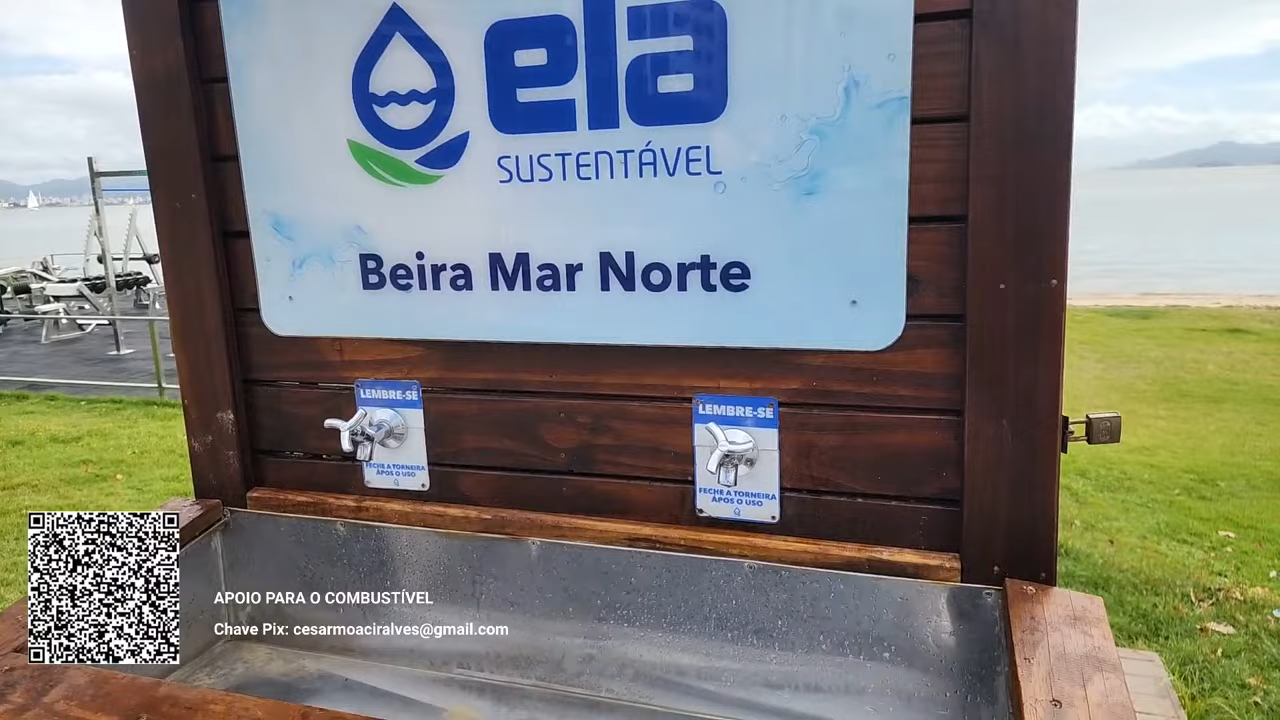 ela
SUSTENTÁVEL
Beira Mar Norte
LEMBRE-SE
FECHE A TORNEIRA
APÓS O USO
LEMBRE-SE
FECHE A TORNEIRA
APÓS O USO
APOIO PARA O COMBUSTÍVEL
Chave Pix: cesarmoaciralves@gmail.com